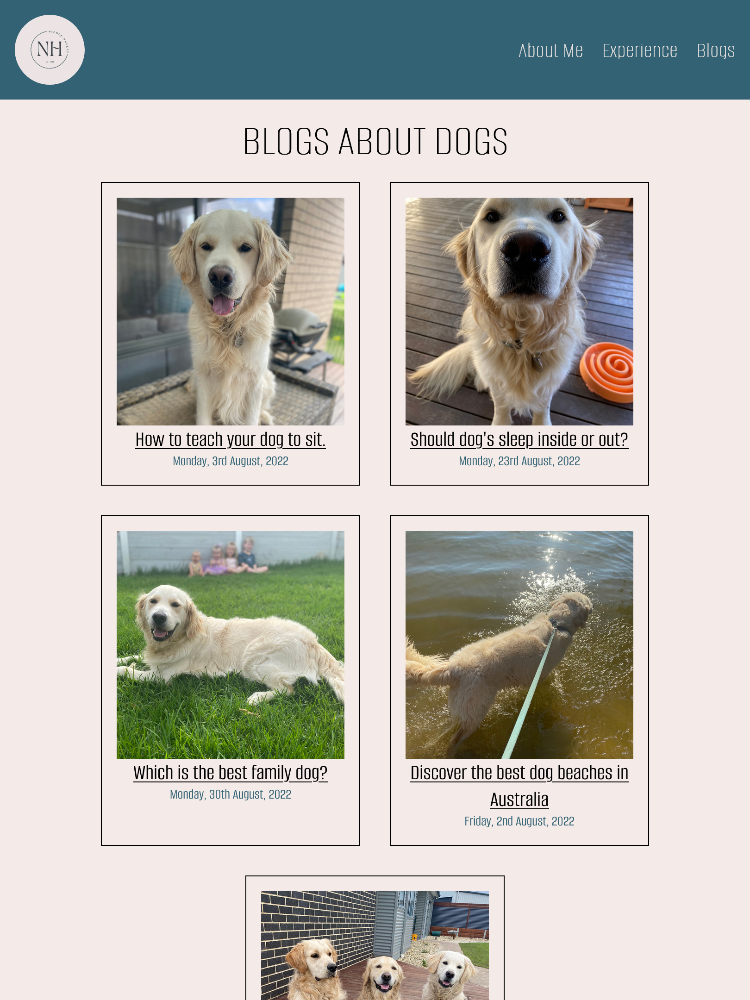 NICOLE HULETT
NH
Est. 2022
About Me Experience Blogs
BLOGS ABOUT DOGS
How to teach your dog to sit.
Monday, 3rd August, 2022
Should dog's sleep inside or out?
Monday, 23rd August, 2022
Which is the best family dog?
Monday, 30th August, 2022
Discover the best dog beaches in
Australia
Friday, 2nd August, 2022